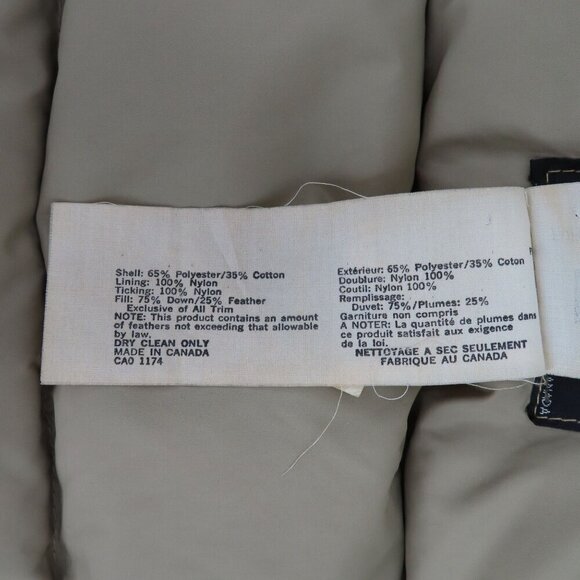 Shell: 65% Polyester/35% Cotton
Lining: 100% Nylon
Ticking: 100% Nylon
Fill: 75% Down/25% Feather
Exclusive of All Trim
NOTE: This product contains an amount
of feathers not exceeding that allowable
by law.
DRY CLEAN ONLY
MADE IN CANADA
CAO 1174
Extérieur: 65% Polyester/35% Coton
Doublure: Nylon 100%
Coutil: Nylon 100%
Remplissage:
Duvet: 75%/Plumes: 25%
Garniture non compris
A NOTER: La quantité de plumes dans
ce produit satisfait aux exigence
de la loi.
NETTOYAGE A SEC SEULEMENT
FABRIQUE AU CANADA